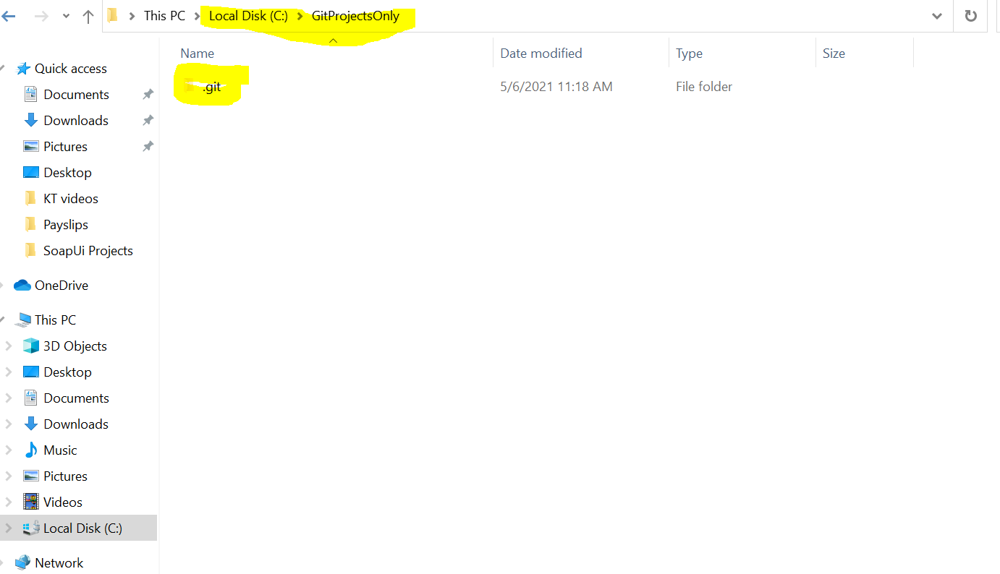 This PC Local Disk (C:) GitProjectsOnly
Name Date modified Type Size
.git 5/6/2021 11:18 AM File folder
Quick access
Documents
Downloads
Pictures
Desktop
KT videos
Payslips
SoapUi Projects
OneDrive
This PC
3D Objects
Desktop
Documents
Downloads
Music
Pictures
Videos
Local Disk (C:)
Network